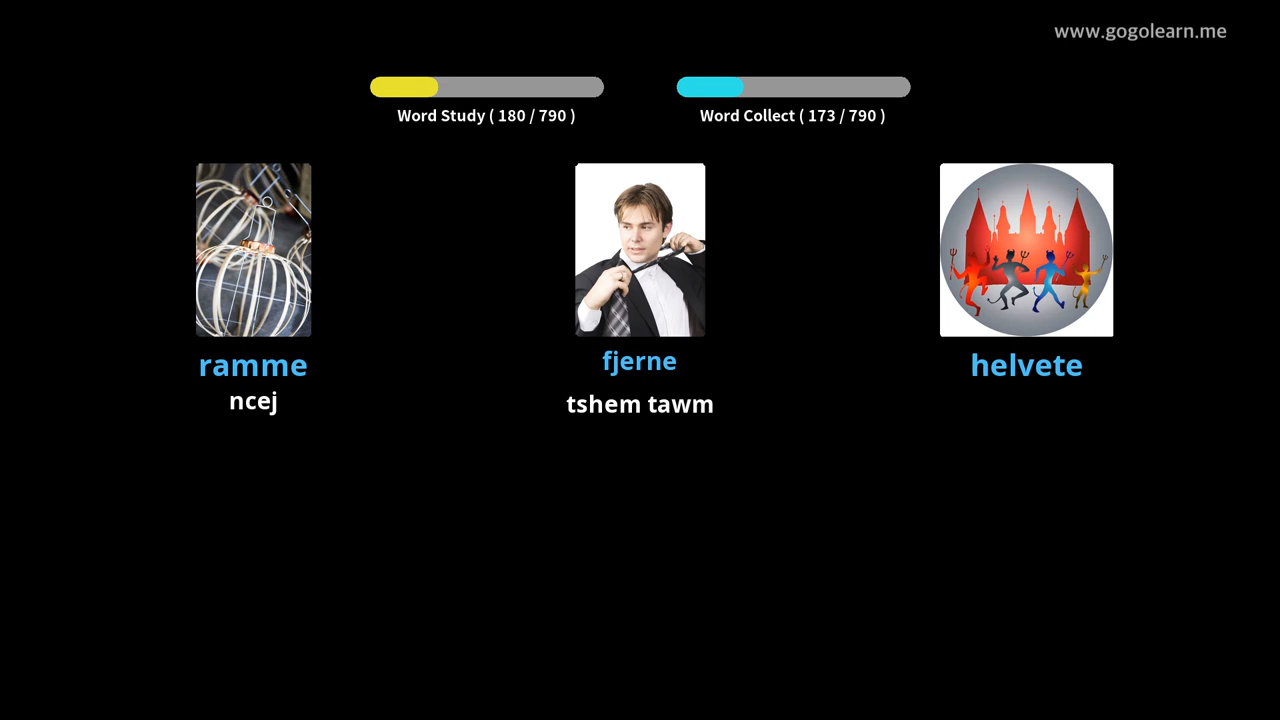 www.gogolearn.me
Word Study ( 180 / 790 )
Word Collect ( 173 / 790 )
ramme
ncej
fjerne
tshem tawm
helvete